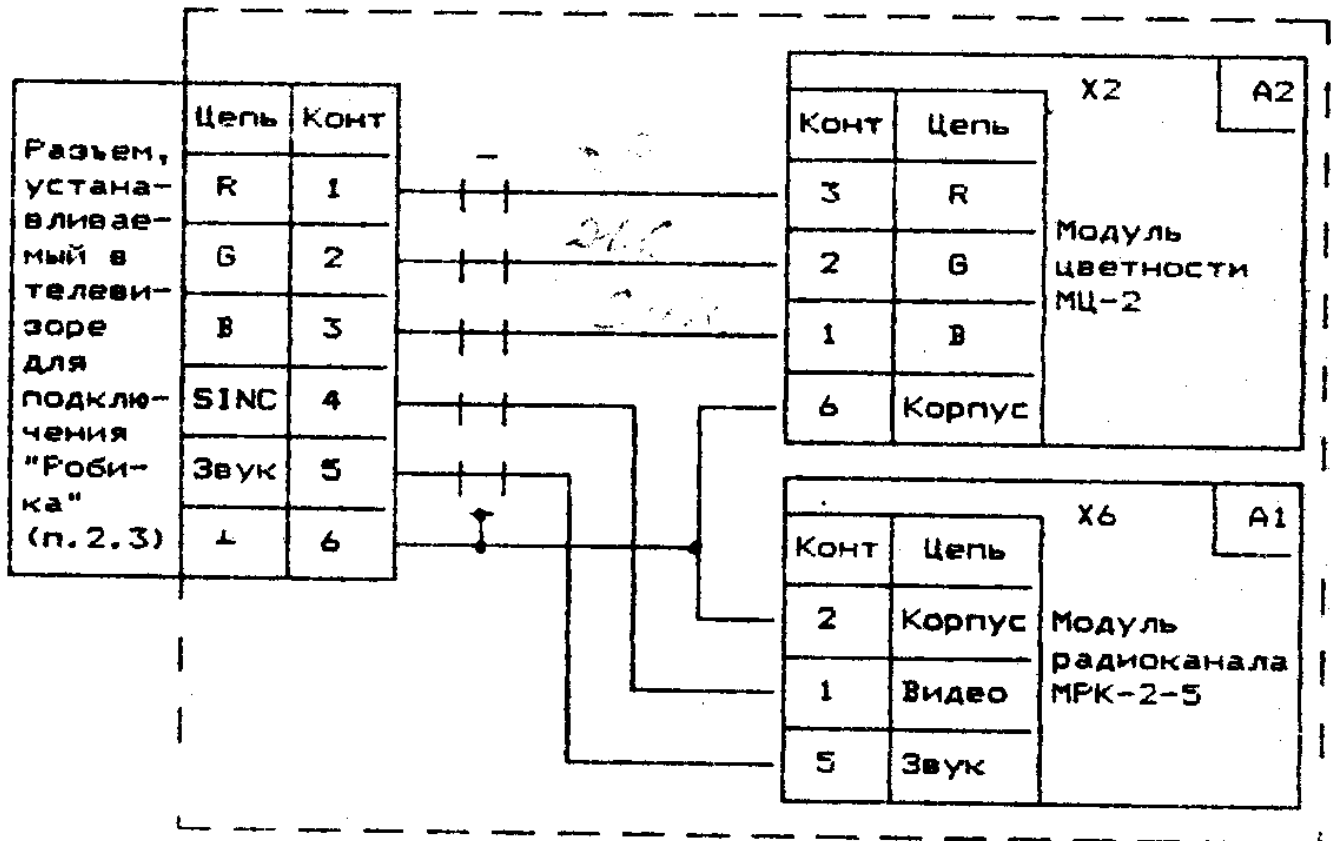 Разъем,
устана-
вливае-
мый в
телеви-
зоре
для
подклю-
чения
"Роби-
ка"
(п.2.3)
Цепь Конт
R 1
G 2
B 3
SINC 4
Звук 5
⊥ 6
X2 A2
Конт Цепь
3 R
2 G
1 B
6 Корпус
Модуль
цветности
МЦ-2
X6 A1
Конт Цепь
2 Корпус
1 Видео
5 Звук
Модуль
радиоканала
МРК-2-5